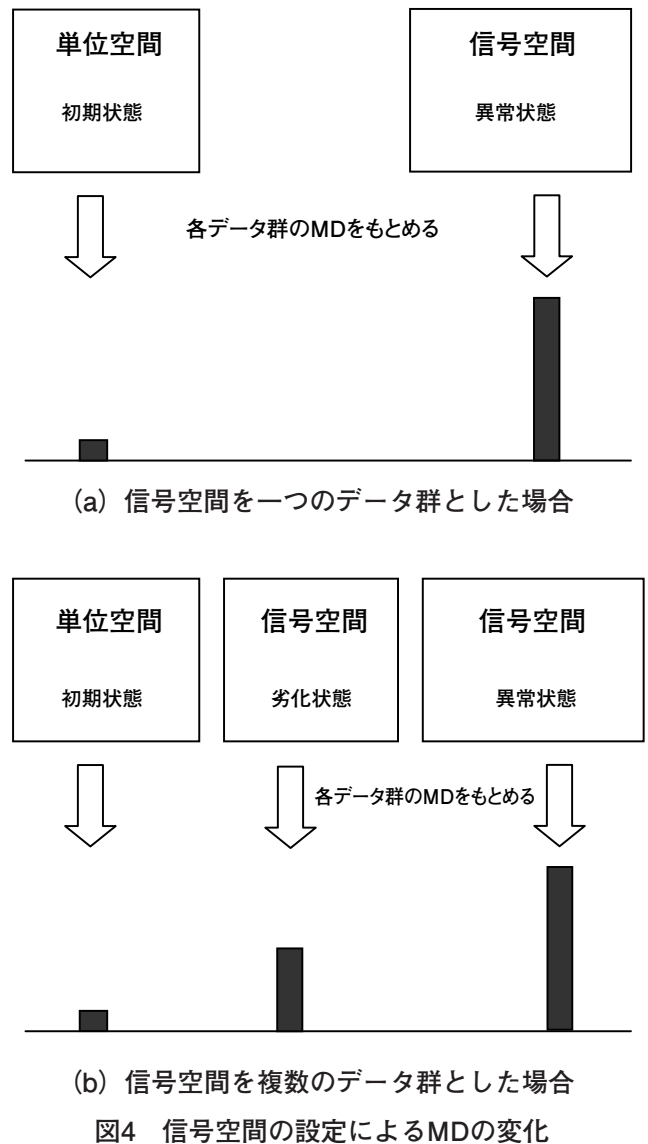 単位空間
信号空間
初期状態
異常状態
各データ群のMDをもとめる
(a) 信号空間を一つのデータ群とした場合
単位空間
信号空間
信号空間
初期状態
劣化状態
異常状態
各データ群のMDをもとめる
(b) 信号空間を複数のデータ群とした場合
図4　信号空間の設定によるMDの変化